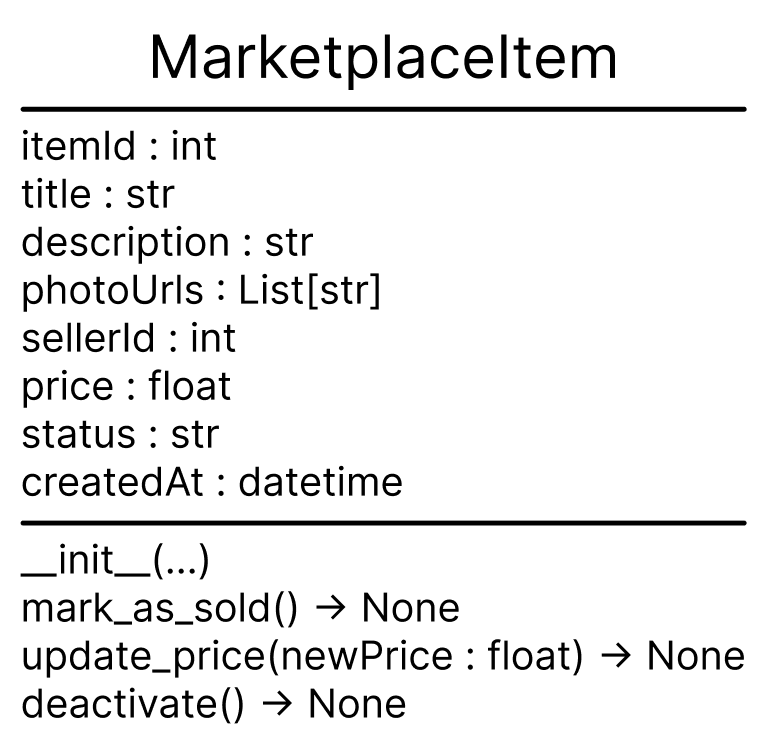 MarketplaceItem
itemId : int
title : str
description : str
photoUrls : List[str]
sellerId : int
price : float
status : str
createdAt : datetime
__init__(...)
mark_as_sold() → None
update_price(newPrice : float) → None
deactivate() → None